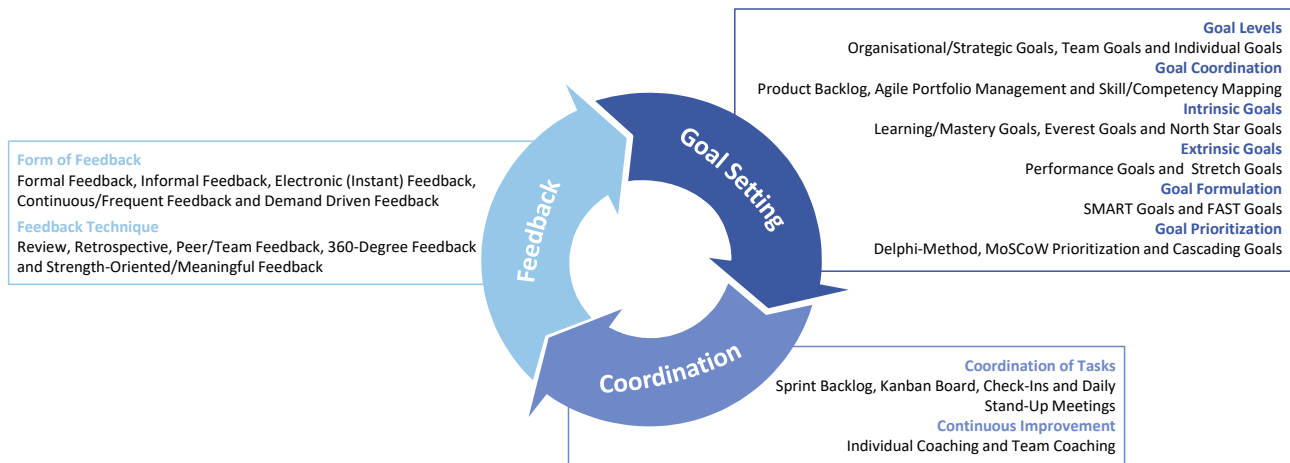 Goal Levels
Organisational/Strategic Goals, Team Goals and Individual Goals
Goal Coordination
Product Backlog, Agile Portfolio Management and Skill/Competency Mapping
Intrinsic Goals
Learning/Mastery Goals, Everest Goals and North Star Goals
Extrinsic Goals
Performance Goals and Stretch Goals
Goal Formulation
SMART Goals and FAST Goals
Goal Prioritization
Delphi-Method, MoSCoW Prioritization and Cascading Goals
Goal Setting
Form of Feedback
Formal Feedback, Informal Feedback, Electronic (Instant) Feedback,
Continuous/Frequent Feedback and Demand Driven Feedback
Feedback Technique
Review, Retrospective, Peer/Team Feedback, 360-Degree Feedback
and Strength-Oriented/Meaningful Feedback
Feedback
Coordination
Coordination of Tasks
Sprint Backlog, Kanban Board, Check-Ins and Daily
Stand-Up Meetings
Continuous Improvement
Individual Coaching and Team Coaching